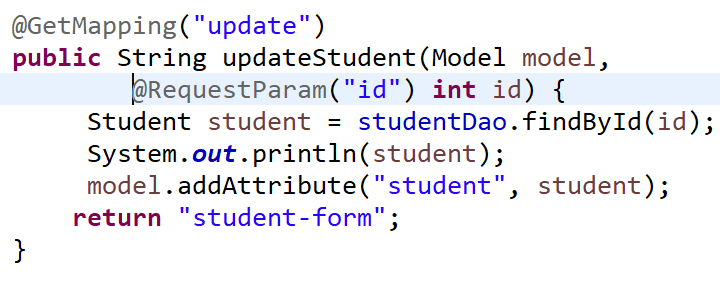 @GetMapping("update")
public String updateStudent(Model model,
        @RequestParam("id") int id) {
     Student student = studentDao.findById(id);
     System.out.println(student);
     model.addAttribute("student", student);
    return "student-form";
}